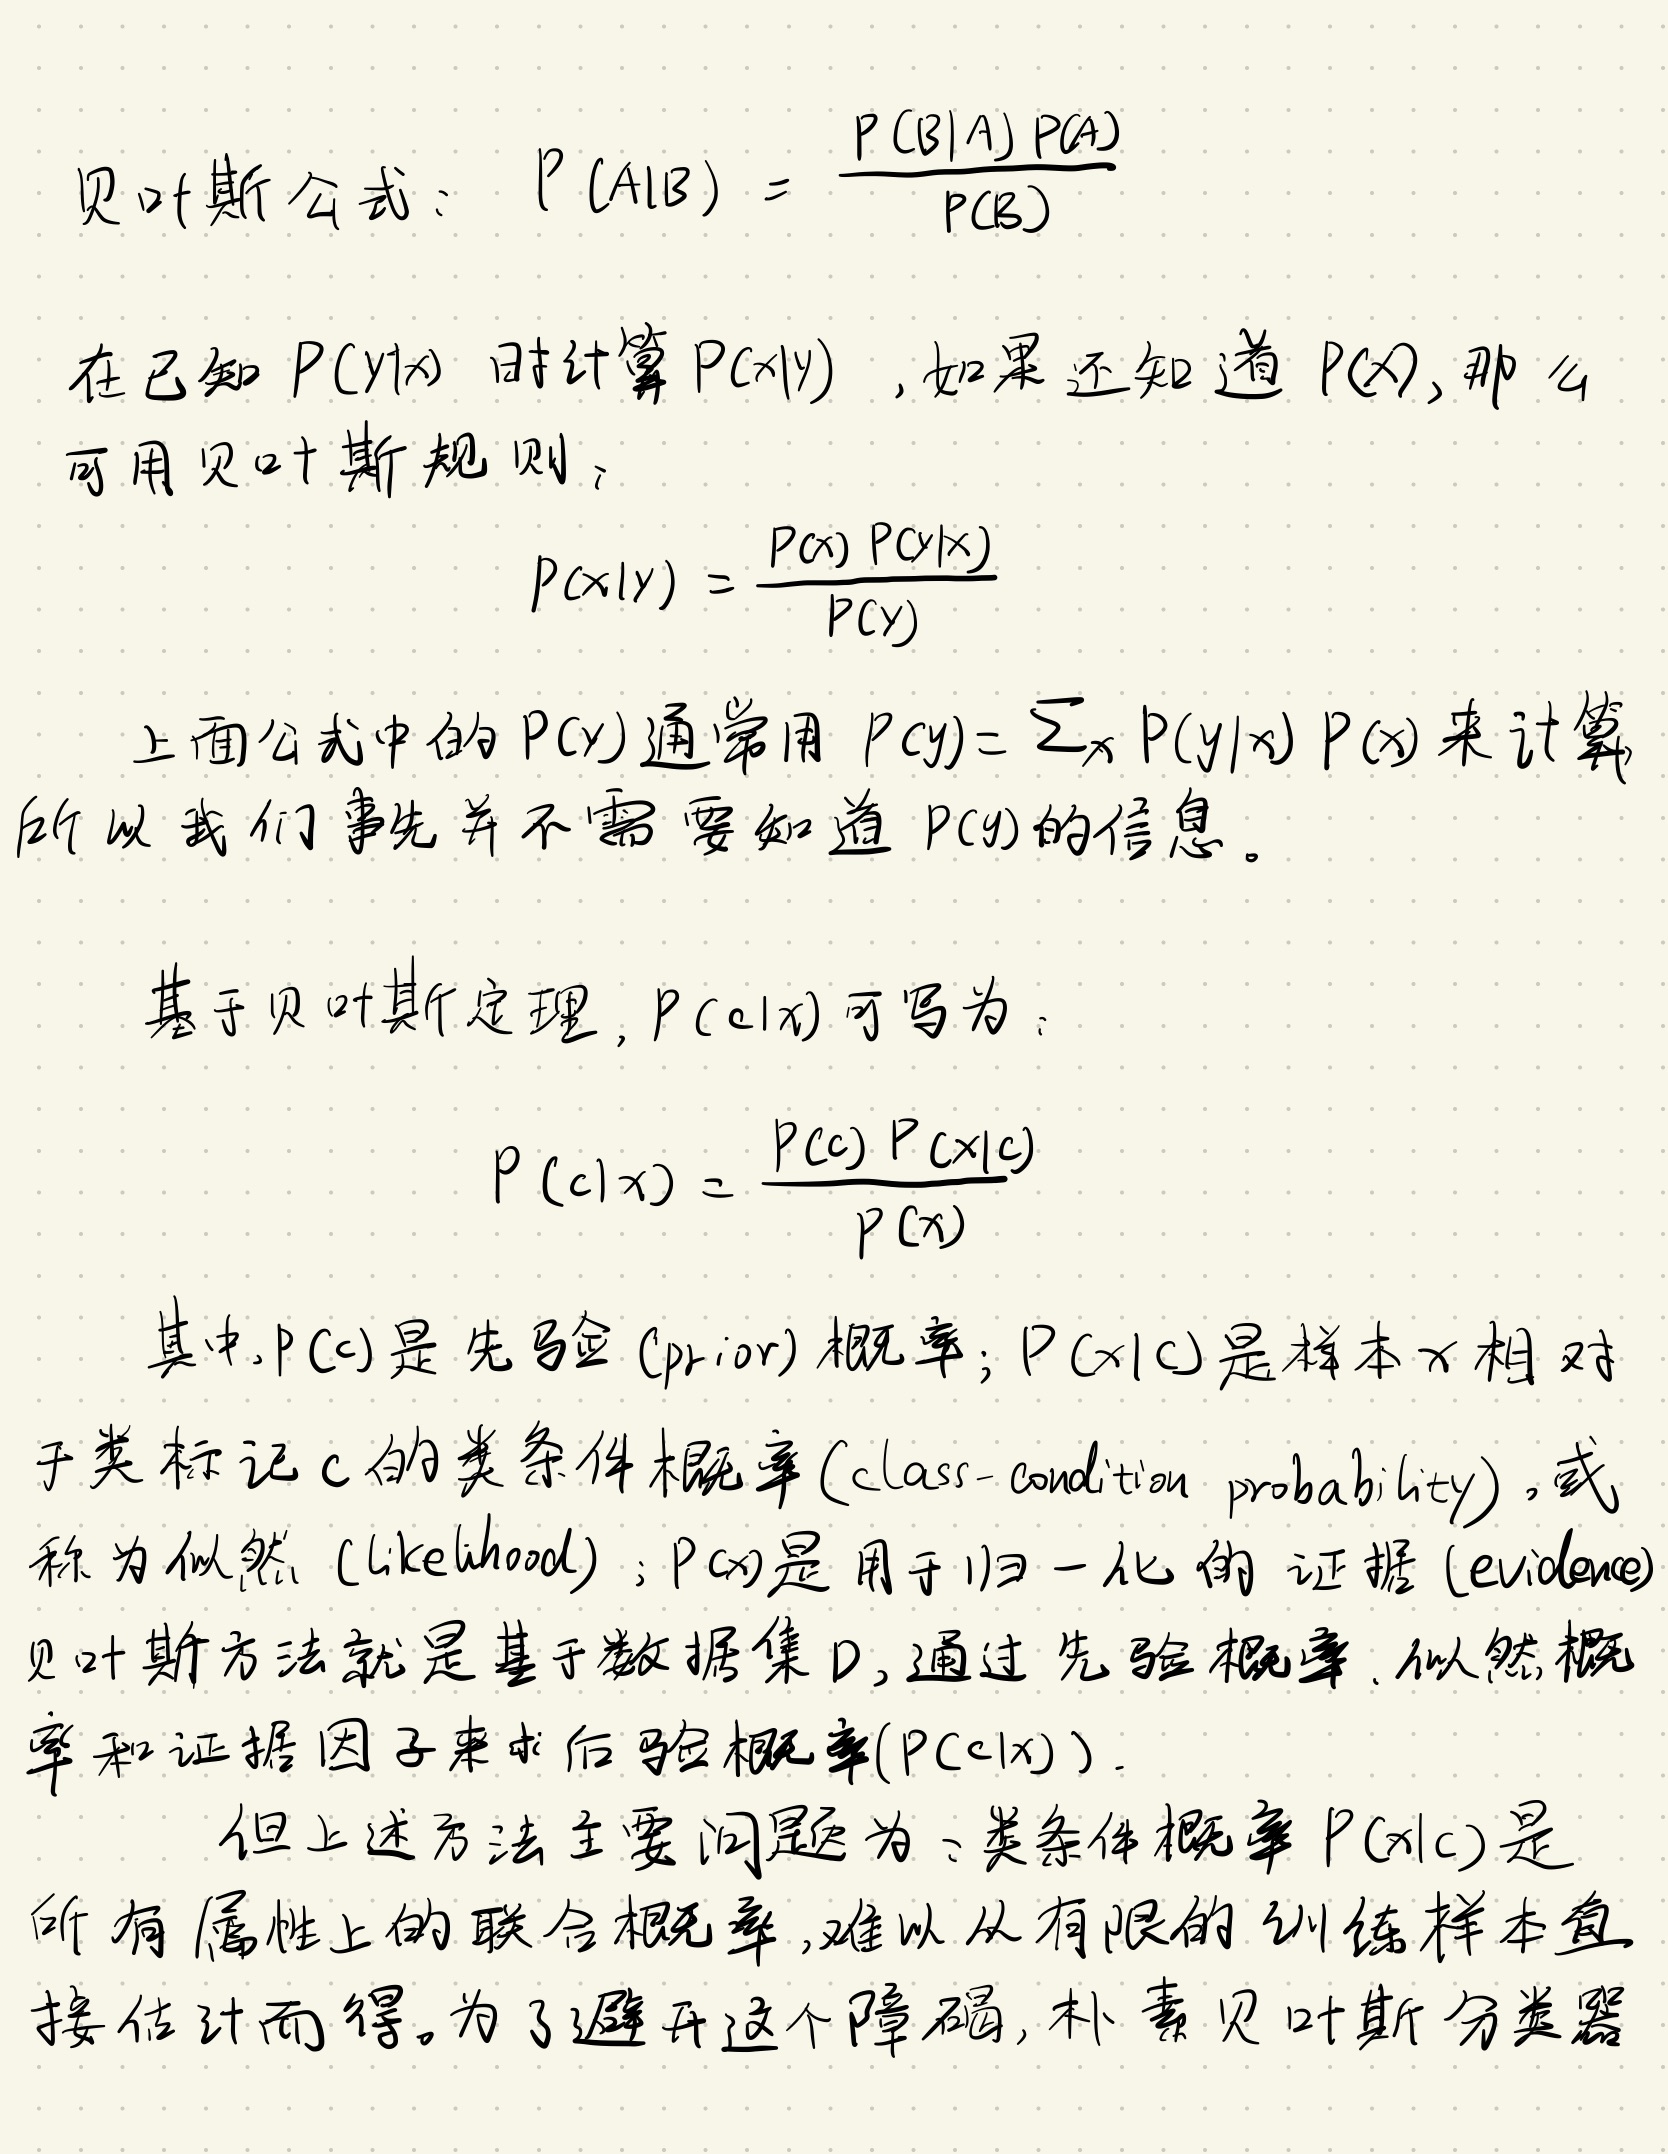 贝叶斯公式: P(A|B) = P(B|A) P(A) / P(B)
在已知 P(y|x) 时计算 P(x|y) ,如果还知道 P(x),那么
可用贝叶斯规则:
P(x|y) = P(x) P(y|x) / P(y)
上面公式中的 P(y) 通常用 P(y)= Σₓ P(y|x) P(x) 来计算,
所以我们事先并不需要知道 P(y) 的信息。
基于贝叶斯定理, P(c|x) 可写为:
P(c|x) = P(c) P(x|c) / P(x)
其中, P(c) 是先验 (prior) 概率; P(x|c) 是样本 x 相对
于类标记 c 的类条件概率 (class-condition probability),或
称为似然 (likelihood) ; P(x) 是用于归一化的证据 (evidence)
贝叶斯方法就是基于数据集 D,通过先验概率、似然概
率和证据因子来求后验概率(P(c|x)).
但上述方法主要问题为:类条件概率 P(x|c) 是
所有属性上的联合概率,难以从有限的训练样本直
接估计而得。为了避开这个障碍,朴素贝叶斯分类器